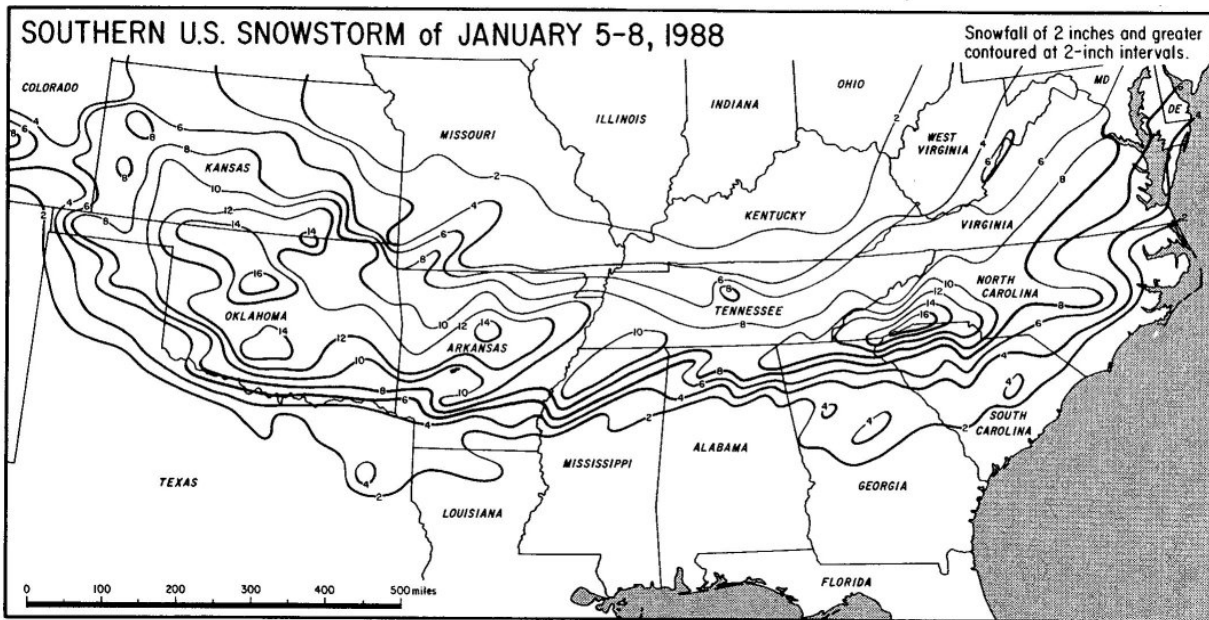 SOUTHERN U.S. SNOWSTORM of JANUARY 5-8, 1988
Snowfall of 2 inches and greater
contoured at 2-inch intervals.
COLORADO
KANSAS
MISSOURI
ILLINOIS
INDIANA
OHIO
WEST
VIRGINIA
MD
DE
KENTUCKY
VIRGINIA
OKLAHOMA
ARKANSAS
TENNESSEE
NORTH
CAROLINA
SOUTH
CAROLINA
TEXAS
LOUISIANA
MISSISSIPPI
ALABAMA
GEORGIA
FLORIDA
2 4 6 8 10 12 14 16
0 100 200 300 400 500 miles